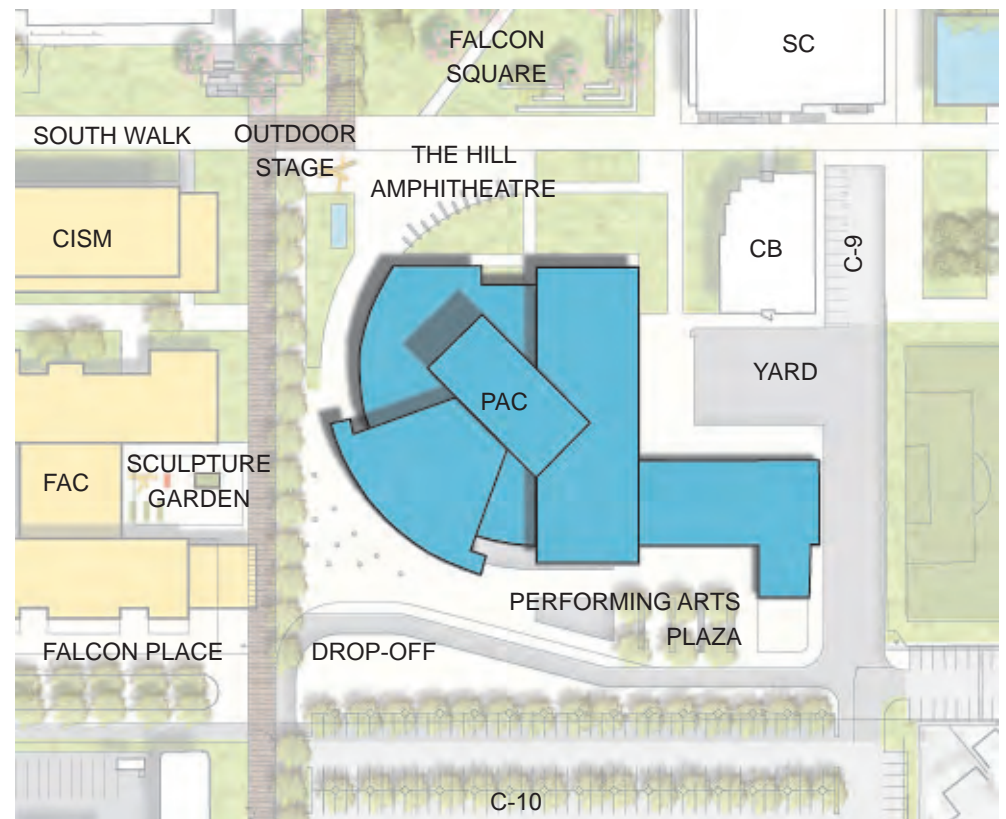 FALCON
SQUARE
SC
SOUTH WALK
OUTDOOR
STAGE
THE HILL
AMPHITHEATRE
CISM
CB
C-9
YARD
PAC
FAC
SCULPTURE
GARDEN
PERFORMING ARTS
PLAZA
FALCON PLACE
DROP-OFF
C-10